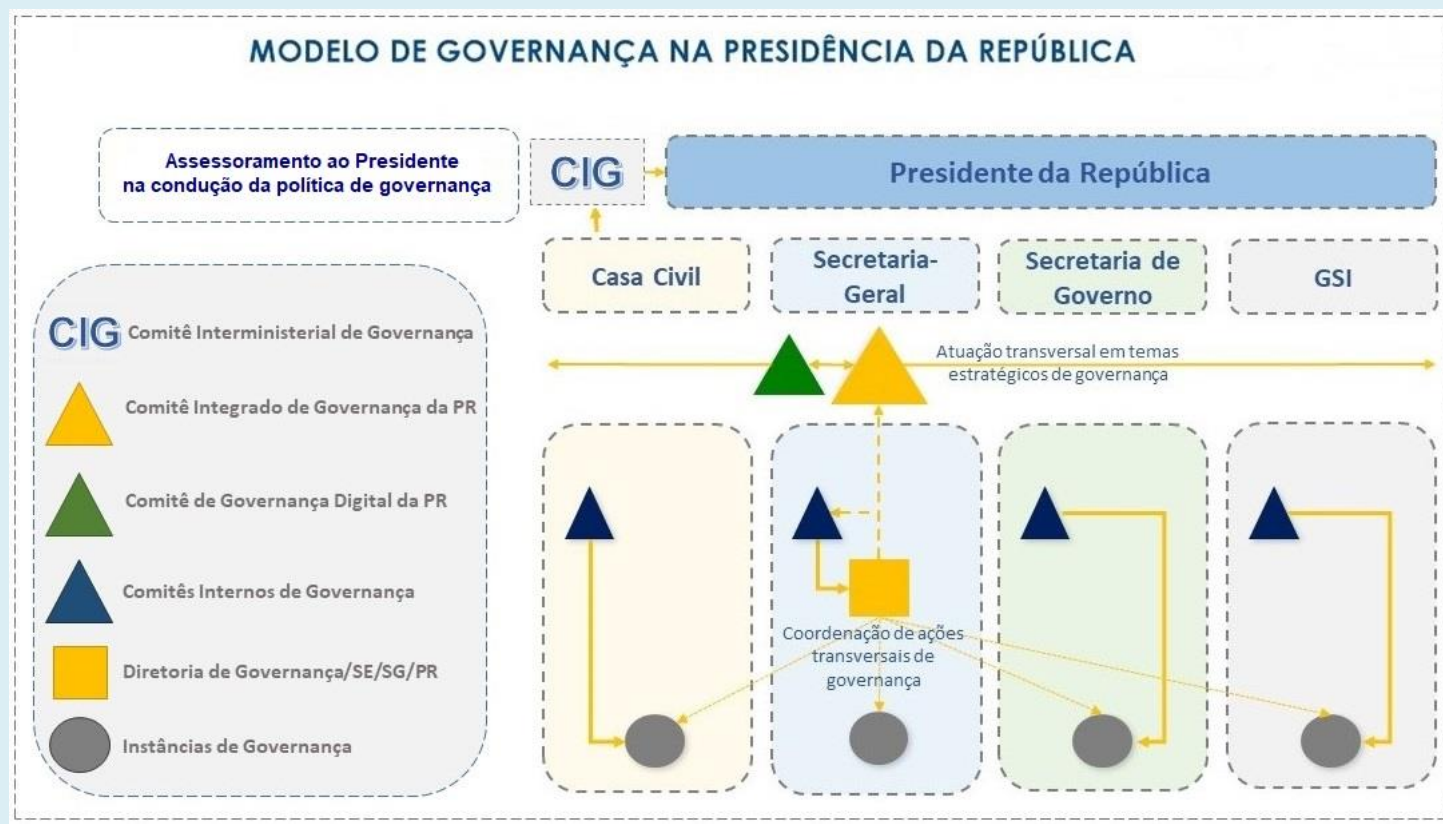 MODELO DE GOVERNANÇA NA PRESIDÊNCIA DA REPÚBLICA
Assessoramento ao Presidente
na condução da política de governança
CIG
Presidente da República
Casa Civil
Secretaria-
Geral
Secretaria de
Governo
GSI
CIG Comitê Interministerial de Governança
Comitê Integrado de Governança da PR
Comitê de Governança Digital da PR
Comitês Internos de Governança
Diretoria de Governança/SE/SG/PR
Instâncias de Governança
Atuação transversal em temas
estratégicos de governança
Coordenação de ações
transversais de
governança